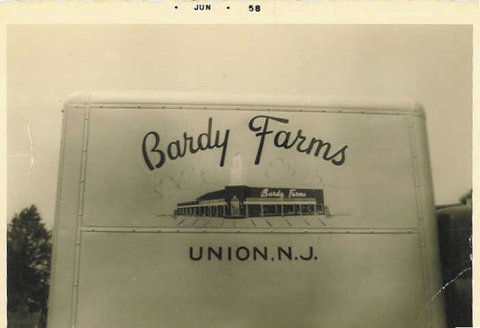 • JUN • 58
Bardy Farms
Bardy Farms
UNION, N.J.